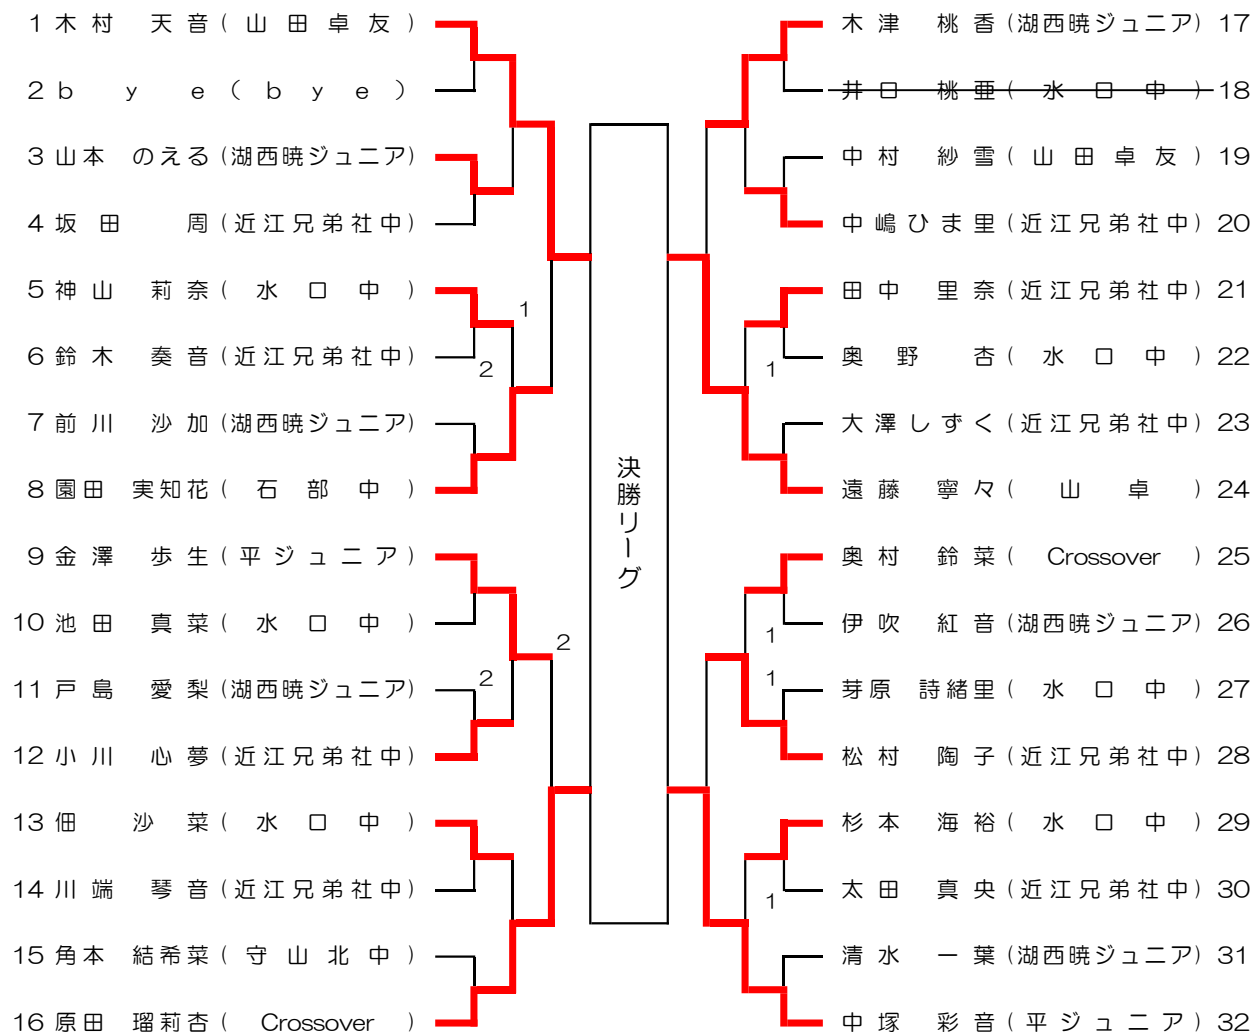 1 木村 天音 ( 山田卓友 )
2 bye ( bye )
3 山本 のえる (湖西暁ジュニア)
4 坂田 周 (近江兄弟社中)
5 神山 莉奈 ( 水口中 )
1
6 鈴木 奏音 (近江兄弟社中)
2
7 前川 沙加 (湖西暁ジュニア)
8 園田 実知花 ( 石部中 )
9 金澤 歩生 (平ジュニア)
10 池田 真菜 ( 水口中 )
2
11 戸島 愛梨 (湖西暁ジュニア)
2
12 小川 心夢 (近江兄弟社中)
13 佃 沙菜 ( 水口中 )
14 川端 琴音 (近江兄弟社中)
15 角本 結希菜 ( 守山北中 )
16 原田 瑠莉杏 ( Crossover )
決勝リーグ
木津 桃香 (湖西暁ジュニア) 17
井口 桃亜 ( 水口中 ) 18
中村 紗雪 ( 山田卓友 ) 19
中嶋ひま里 (近江兄弟社中) 20
田中 里奈 (近江兄弟社中) 21
奥野 杏 ( 水口中 ) 22
1
大澤しずく (近江兄弟社中) 23
遠藤 寧々 ( 山卓 ) 24
奥村 鈴菜 ( Crossover ) 25
伊吹 紅音 (湖西暁ジュニア) 26
1
芽原 詩緒里 ( 水口中 ) 27
1
松村 陶子 (近江兄弟社中) 28
杉本 海裕 ( 水口中 ) 29
太田 真央 (近江兄弟社中) 30
1
清水 一葉 (湖西暁ジュニア) 31
中塚 彩音 (平ジュニア) 32